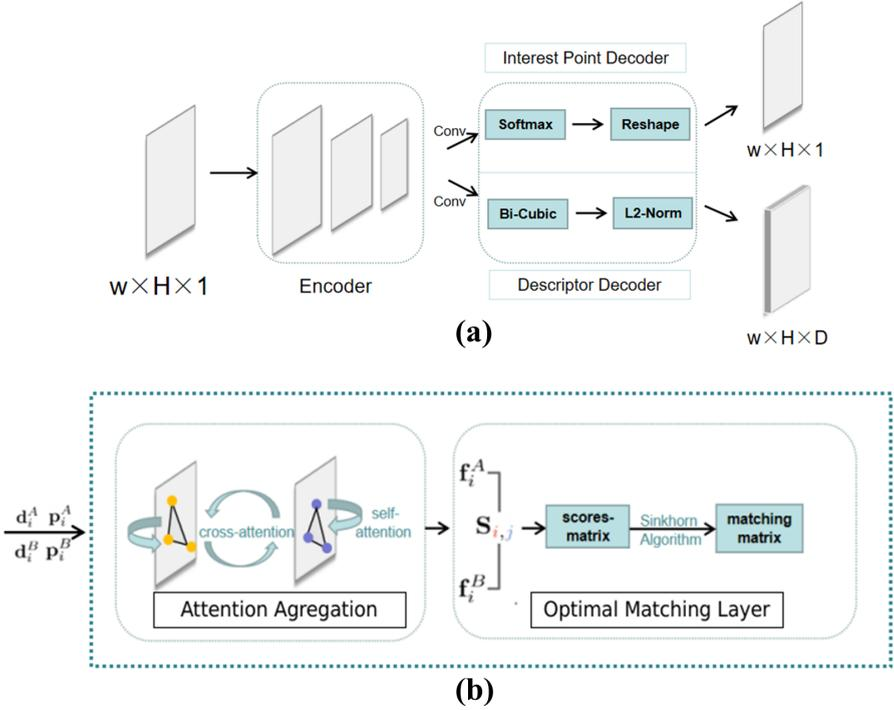 Interest Point Decoder
Conv
Softmax
Reshape
w×H×1
Conv
Bi-Cubic
L2-Norm
w×H×1
Encoder
Descriptor Decoder
(a)
w×H×D
d_i^A p_i^A
d_i^B p_i^B
cross-attention
self-
attention
Attention Agregation
f_i^A
S_i,j
f_i^B
scores-
matrix
Sinkhorn
Algorithm
matching
matrix
Optimal Matching Layer
(b)